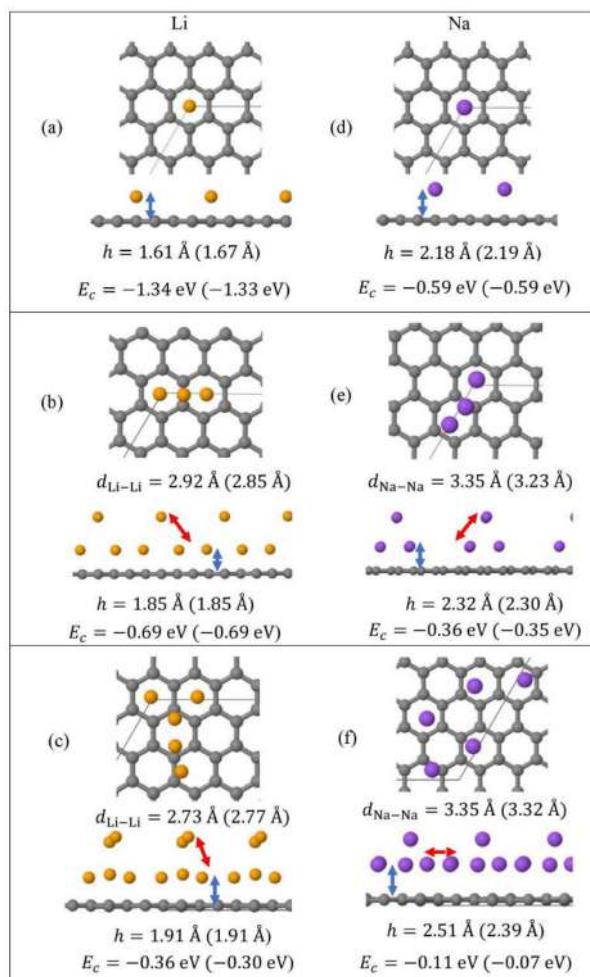 Li
Na
(a)
(d)
h = 1.61 Å (1.67 Å)
h = 2.18 Å (2.19 Å)
E_c = −1.34 eV (−1.33 eV)
E_c = −0.59 eV (−0.59 eV)
(b)
(e)
d_Li−Li = 2.92 Å (2.85 Å)
d_Na−Na = 3.35 Å (3.23 Å)
h = 1.85 Å (1.85 Å)
h = 2.32 Å (2.30 Å)
E_c = −0.69 eV (−0.69 eV)
E_c = −0.36 eV (−0.35 eV)
(c)
(f)
d_Li−Li = 2.73 Å (2.77 Å)
d_Na−Na = 3.35 Å (3.32 Å)
h = 1.91 Å (1.91 Å)
h = 2.51 Å (2.39 Å)
E_c = −0.36 eV (−0.30 eV)
E_c = −0.11 eV (−0.07 eV)